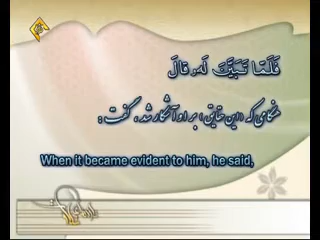 فَلَمَّا تَبَيَّنَ لَهُ قَالَ
هنگامی که (این حقایق) بر او آشکار شد، گفت:
When it became evident to him, he said,